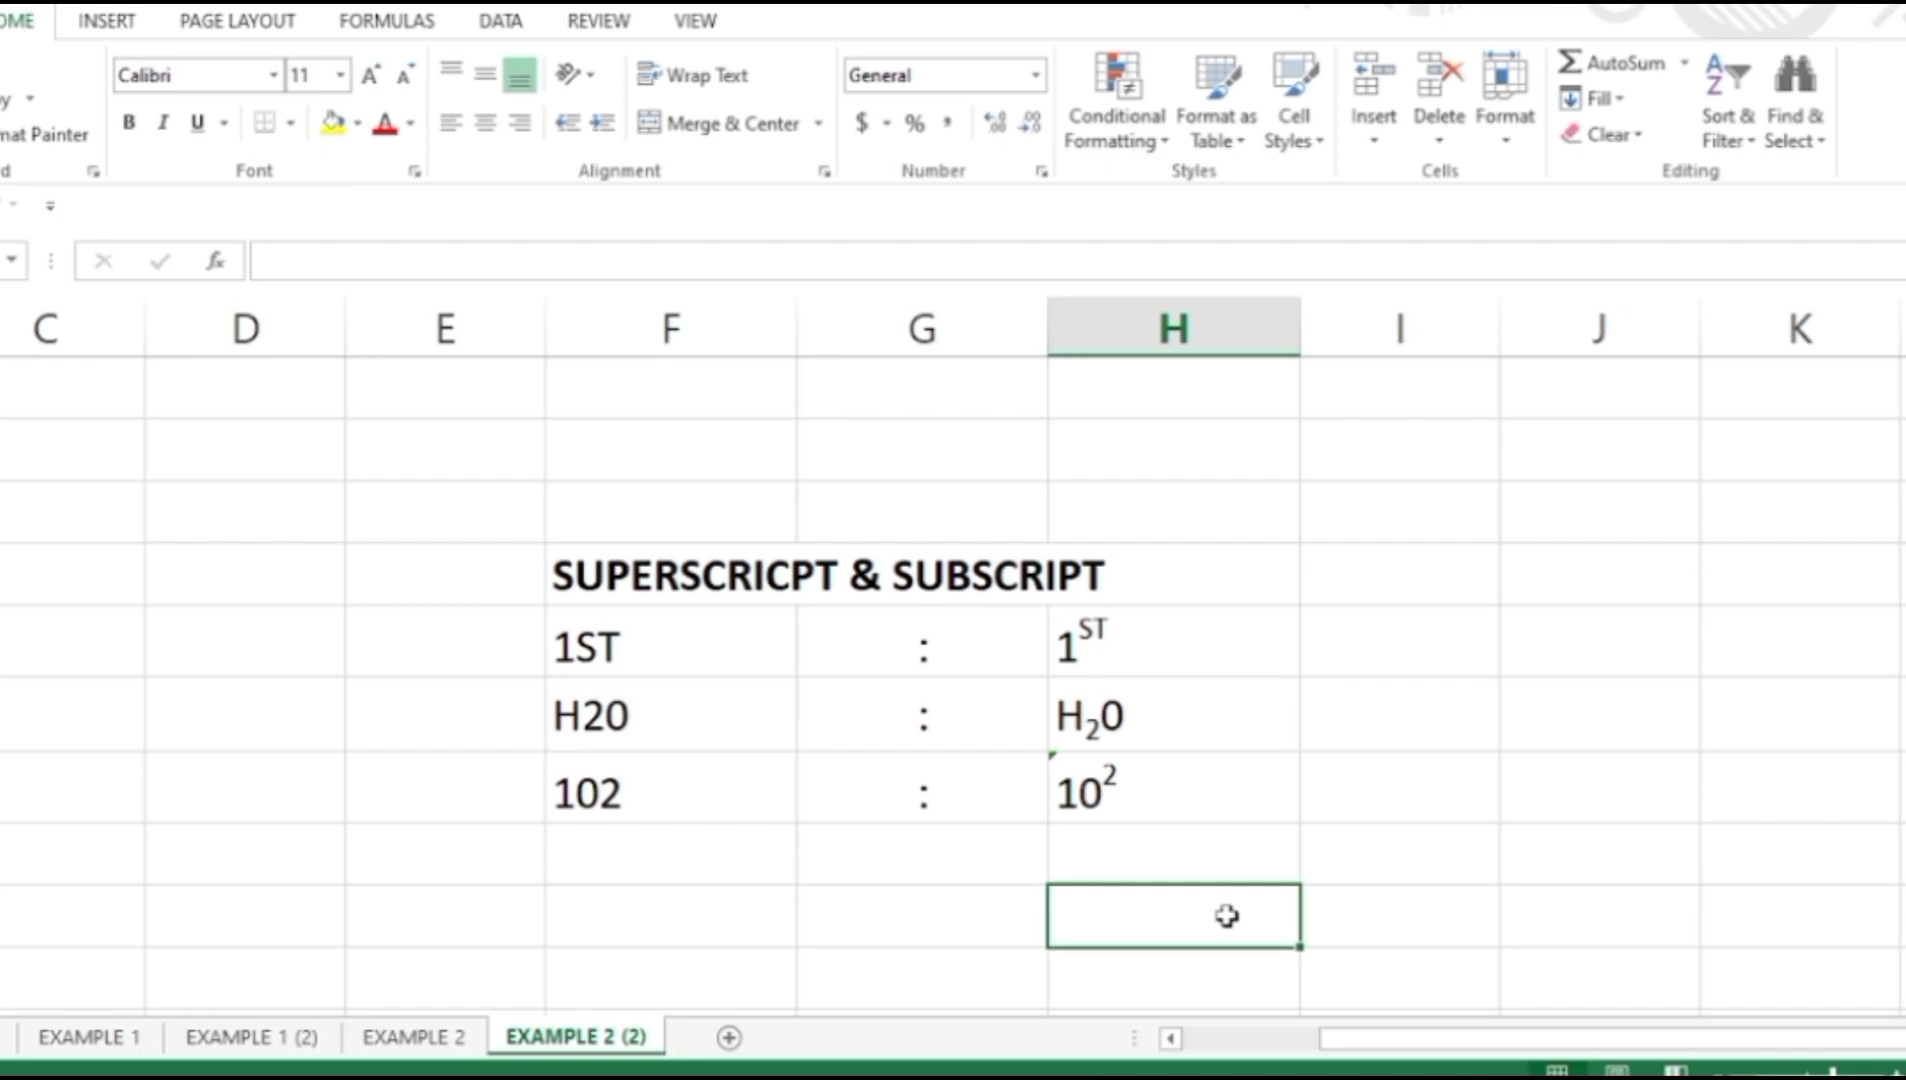 OME INSERT PAGE LAYOUT FORMULAS DATA REVIEW VIEW
Calibri 11 A A Wrap Text General AutoSum
y Fill
mat Painter B I U A Merge & Center $ % , Conditional Formatting Format as Table Cell Styles Insert Delete Format Clear Sort & Filter Find & Select
d Font Alignment Number Styles Cells Editing
fx
C D E F G H I J K
SUPERSCRICPT & SUBSCRIPT
1ST : 1ST
H20 : H₂0
102 : 10²
EXAMPLE 1 EXAMPLE 1 (2) EXAMPLE 2 EXAMPLE 2 (2)